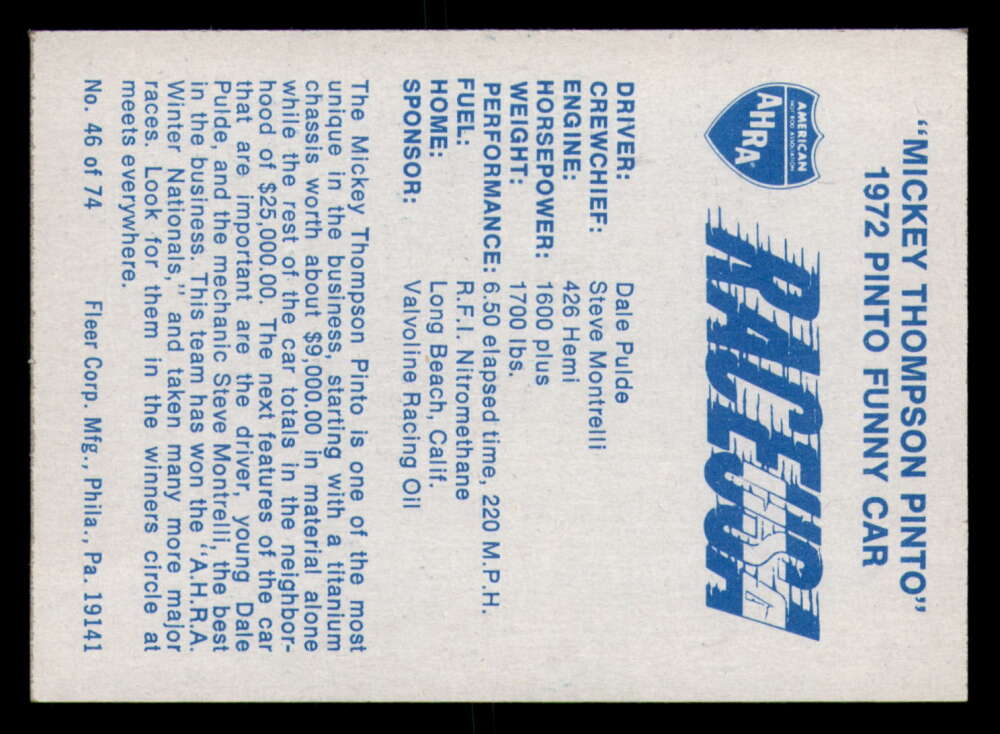 "MICKEY THOMPSON PINTO"
1972 PINTO FUNNY CAR
AMERICAN
HOT ROD ASSOCIATION
AHRA
RACE USA
DRIVER: Dale Pulde
CREWCHIEF: Steve Montrelli
ENGINE: 426 Hemi
HORSEPOWER: 1600 plus
WEIGHT: 1700 lbs.
PERFORMANCE: 6.50 elapsed time, 220 M.P.H.
FUEL: R.F.I. Nitromethane
HOME: Long Beach, Calif.
SPONSOR: Valvoline Racing Oil
The Mickey Thompson Pinto is one of the most
unique in the business, starting with a titanium
chassis worth about $9,000.00 in material alone
while the rest of the car totals in the neighbor-
hood of $25,000.00. The next features of the car
that are important are the driver, young Dale
Pulde, and the mechanic Steve Montrelli, the best
in the business. This team has won the "A.H.R.A.
Winter Nationals," and taken many more major
races. Look for them in the winners circle at
meets everywhere.
No. 46 of 74 Fleer Corp. Mfg., Phila., Pa. 19141